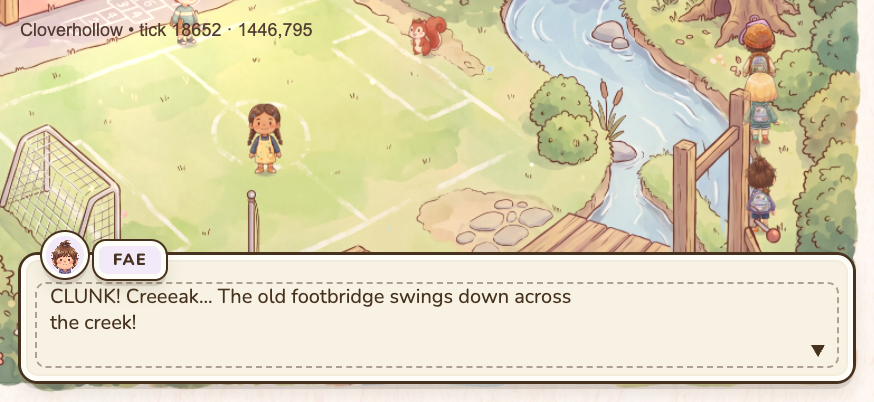 Cloverhollow • tick 18652 · 1446,795
FAE
CLUNK! Creeeak... The old footbridge swings down across
the creek!